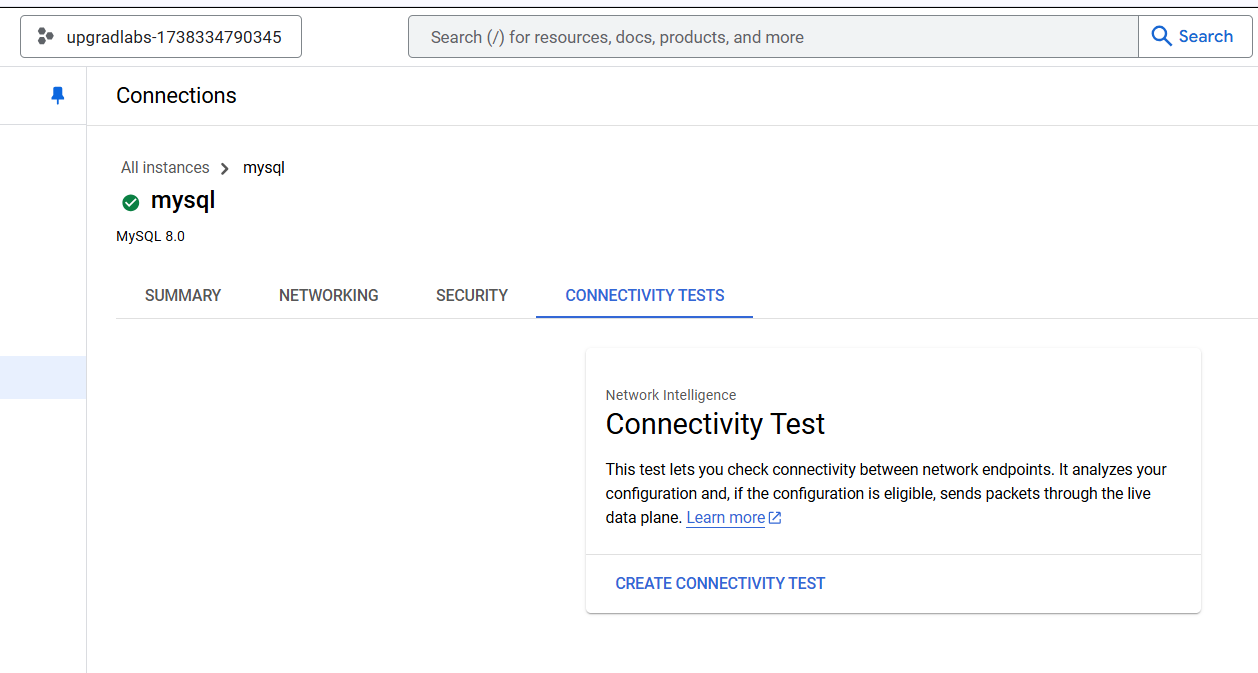 upgradlabs-1738334790345
Search (/) for resources, docs, products, and more
Search
Connections
All instances
mysql
mysql
MySQL 8.0
SUMMARY
NETWORKING
SECURITY
CONNECTIVITY TESTS
Network Intelligence
Connectivity Test
This test lets you check connectivity between network endpoints. It analyzes your
configuration and, if the configuration is eligible, sends packets through the live
data plane. Learn more
CREATE CONNECTIVITY TEST